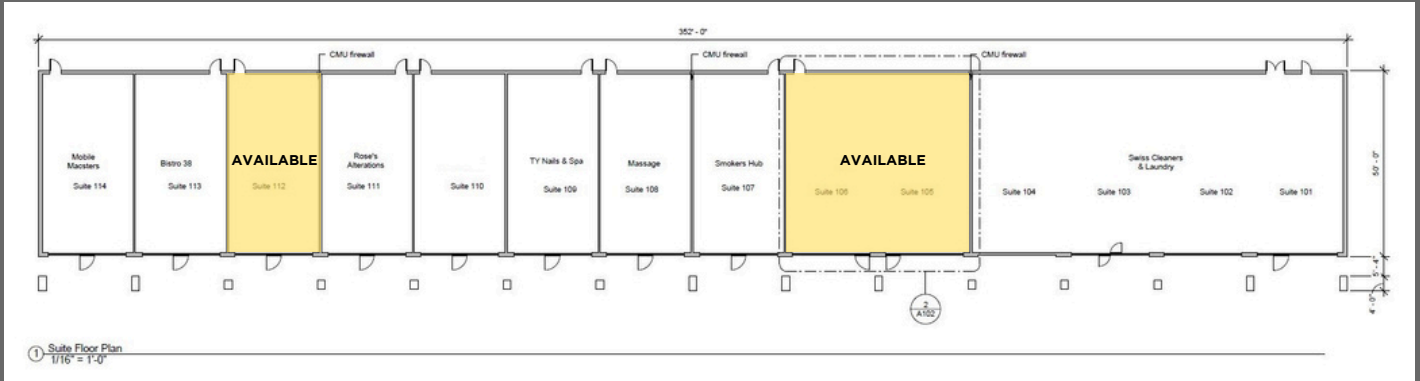 352' - 0"
CMU firewall
CMU firewall
CMU firewall
Mobile
Macsters
Suite 114
Bistro 38
Suite 113
AVAILABLE
Suite 112
Rose's
Alterations
Suite 111
Suite 110
TY Nails & Spa
Suite 109
Massage
Suite 108
Smokers Hub
Suite 107
AVAILABLE
Suite 106
Suite 105
Swiss Cleaners
& Laundry
Suite 104
Suite 103
Suite 102
Suite 101
50' - 0"
5' - 4"
4' - 0"
2
A102
1
Suite Floor Plan
1/16" = 1'-0"